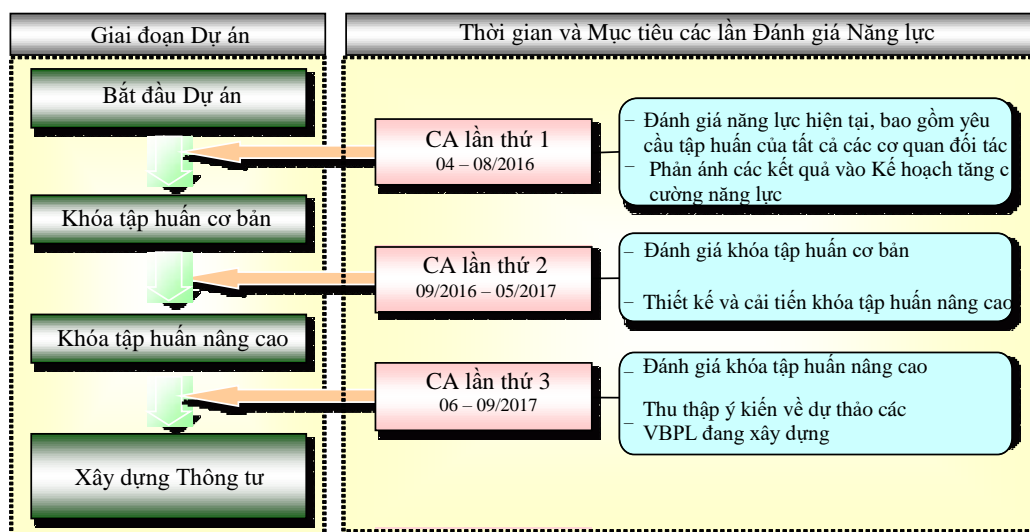 Giai đoạn Dự án
Thời gian và Mục tiêu các lần Đánh giá Năng lực
Bắt đầu Dự án
CA lần thứ 1
04 – 08/2016
– Đánh giá năng lực hiện tại, bao gồm yêu
cầu tập huấn của tất cả các cơ quan đối tác
– Phản ánh các kết quả vào Kế hoạch tăng c
cường năng lực
Khóa tập huấn cơ bản
CA lần thứ 2
09/2016 – 05/2017
– Đánh giá khóa tập huấn cơ bản
– Thiết kế và cải tiến khóa tập huấn nâng cao
Khóa tập huấn nâng cao
CA lần thứ 3
06 – 09/2017
– Đánh giá khóa tập huấn nâng cao
Thu thập ý kiến về dự thảo các
– VBPL đang xây dựng
Xây dựng Thông tư